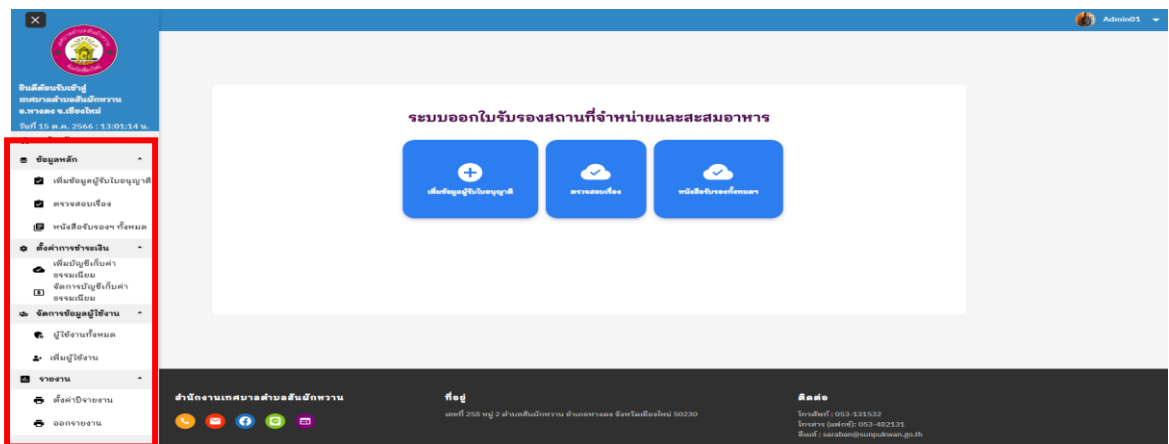 Admin01
ยินดีต้อนรับเข้าสู่
เทศบาลตำบลสันผักหวาน
อ.หางดง จ.เชียงใหม่
วันที่ 15 ต.ค. 2566 : 13:01:14 น.
ข้อมูลหลัก
เพิ่มข้อมูลผู้รับใบอนุญาติ
ตรวจสอบเรื่อง
หนังสือรับรองฯ ทั้งหมด
ตั้งค่าการชำระเงิน
เพิ่มบัญชีเก็บค่า
ธรรมเนียม
จัดการบัญชีเก็บค่า
ธรรมเนียม
จัดการข้อมูลผู้ใช้งาน
ผู้ใช้งานทั้งหมด
เพิ่มผู้ใช้งาน
รายงาน
ตั้งค่าปีรายงาน
ออกรายงาน
ระบบออกใบรับรองสถานที่จำหน่ายและสะสมอาหาร
เพิ่มข้อมูลผู้รับใบอนุญาติ
ตรวจสอบเรื่อง
หนังสือรับรองทั้งหมดฯ
สำนักงานเทศบาลตำบลสันผักหวาน
ที่อยู่
เลขที่ 258 หมู่ 2 ตำบลสันผักหวาน อำเภอหางดง จังหวัดเชียงใหม่ 50230
ติดต่อ
โทรศัพท์ : 053-131532
โทรสาร (แฟกซ์): 053-482131
อีเมล์ : saraban@sunpukwan.go.th